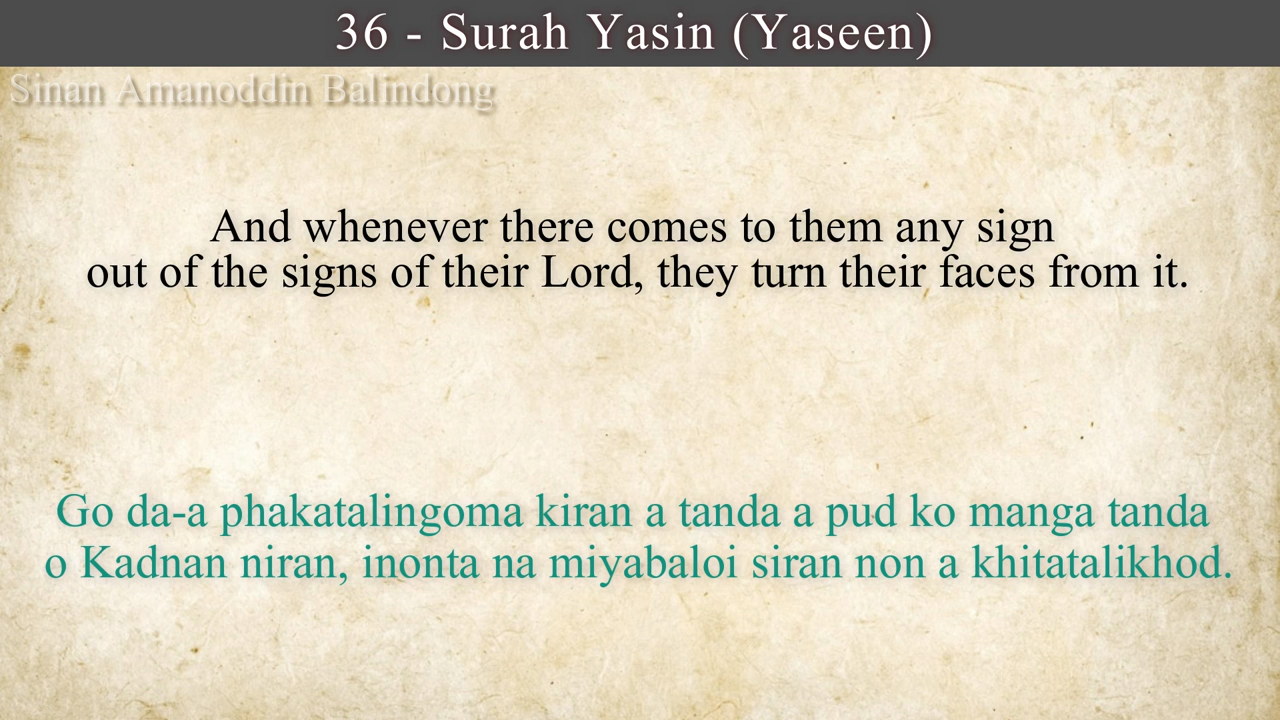 36 - Surah Yasin (Yaseen)
Sinan Amanoddin Balindong
And whenever there comes to them any sign
out of the signs of their Lord, they turn their faces from it.
Go da-a phakatalingoma kiran a tanda a pud ko manga tanda
o Kadnan niran, inonta na miyabaloi siran non a khitatalikhod.